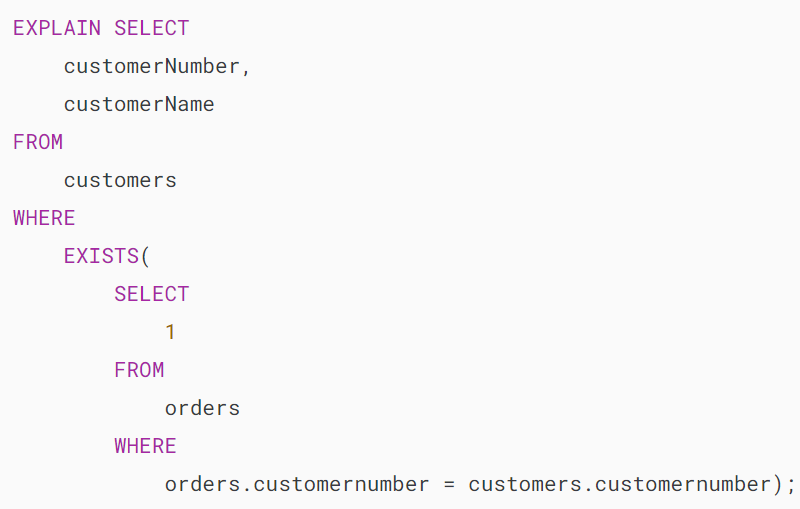 EXPLAIN SELECT
customerNumber,
customerName
FROM
customers
WHERE
EXISTS(
SELECT
1
FROM
orders
WHERE
orders.customernumber = customers.customernumber);